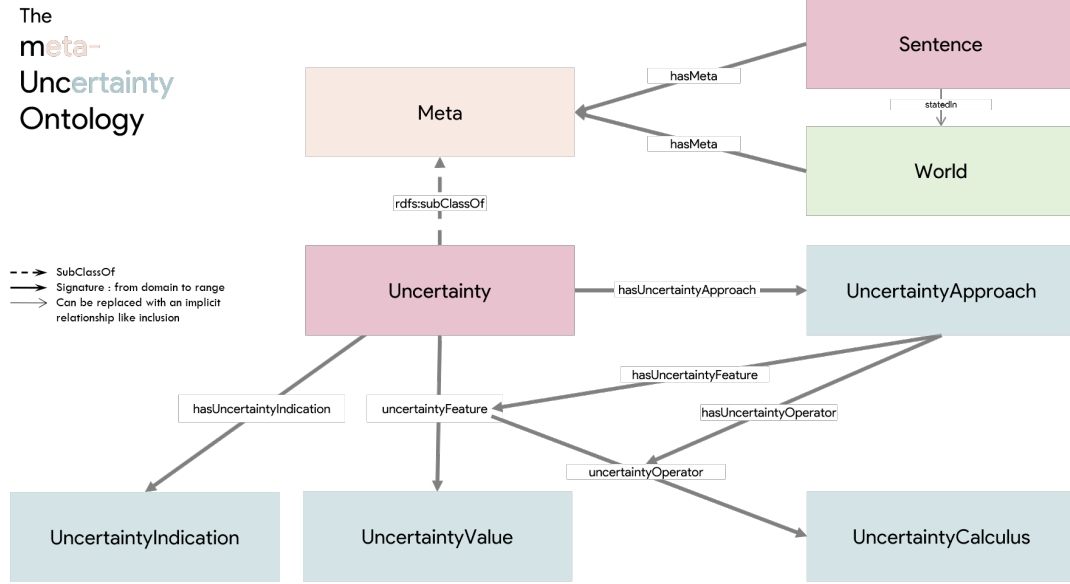 The
meta-
Uncertainty
Ontology
Sentence
hasMeta
statedIn
Meta
hasMeta
World
rdfs:subClassOf
SubClassOf
Signature : from domain to range
Can be replaced with an implicit
relationship like inclusion
Uncertainty
hasUncertaintyApproach
UncertaintyApproach
hasUncertaintyFeature
hasUncertaintyIndication
uncertaintyFeature
hasUncertaintyOperator
uncertaintyOperator
UncertaintyIndication
UncertaintyValue
UncertaintyCalculus